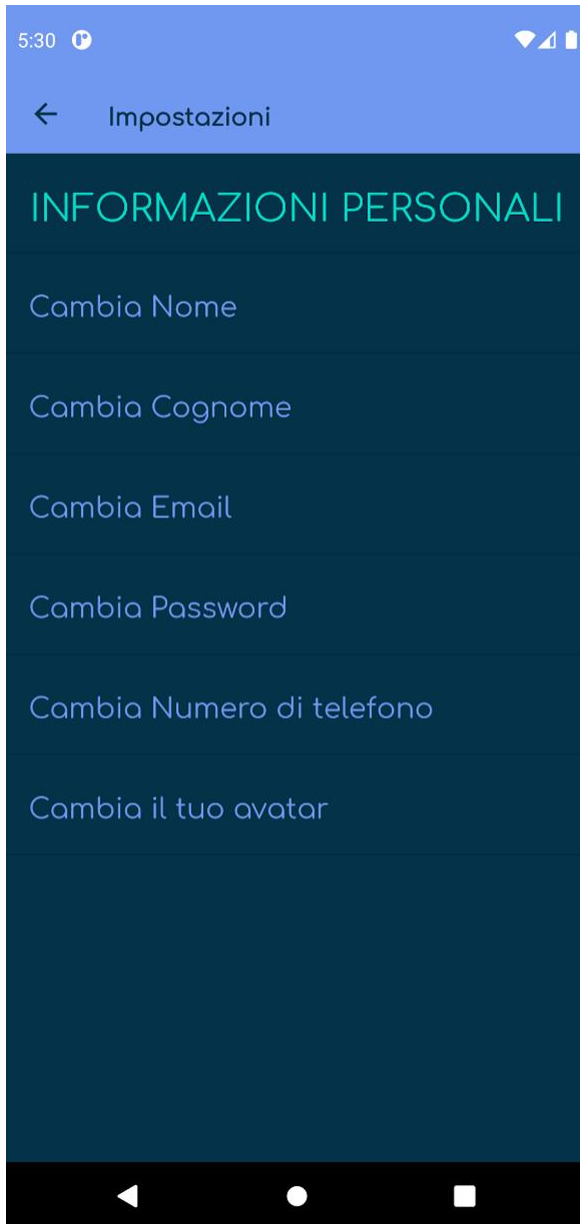 5:30
Impostazioni
INFORMAZIONI PERSONALI
Cambia Nome
Cambia Cognome
Cambia Email
Cambia Password
Cambia Numero di telefono
Cambia il tuo avatar